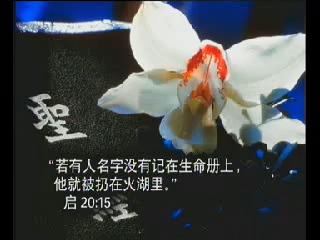 聖
“若有人名字没有记在生命册上，
他就被扔在火湖里。”
启 20:15
經